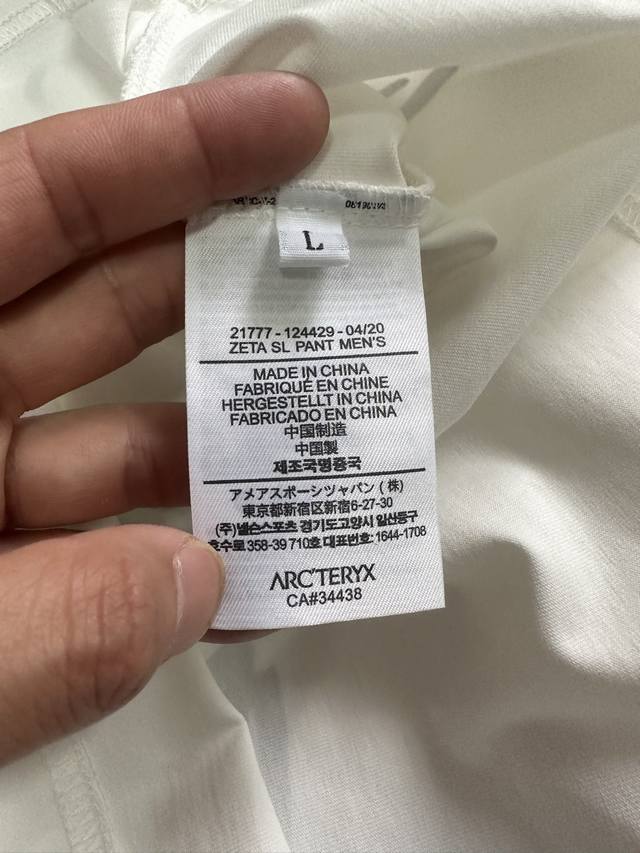 L
21777-124429-04/20
ZETA SL PANT MEN'S
MADE IN CHINA
FABRIQUÉ EN CHINE
HERGESTELLT IN CHINA
FABRICADO EN CHINA
中国制造
中国製
제조국명중국
アメアスポーシツャパン (株)
東京都新宿区新宿6-27-30
(주)넬슨스포츠 경기도고양시 일산동구
호수로 358-39 710호 대표번호: 1644-1708
ARC'TERYX
CA#34438